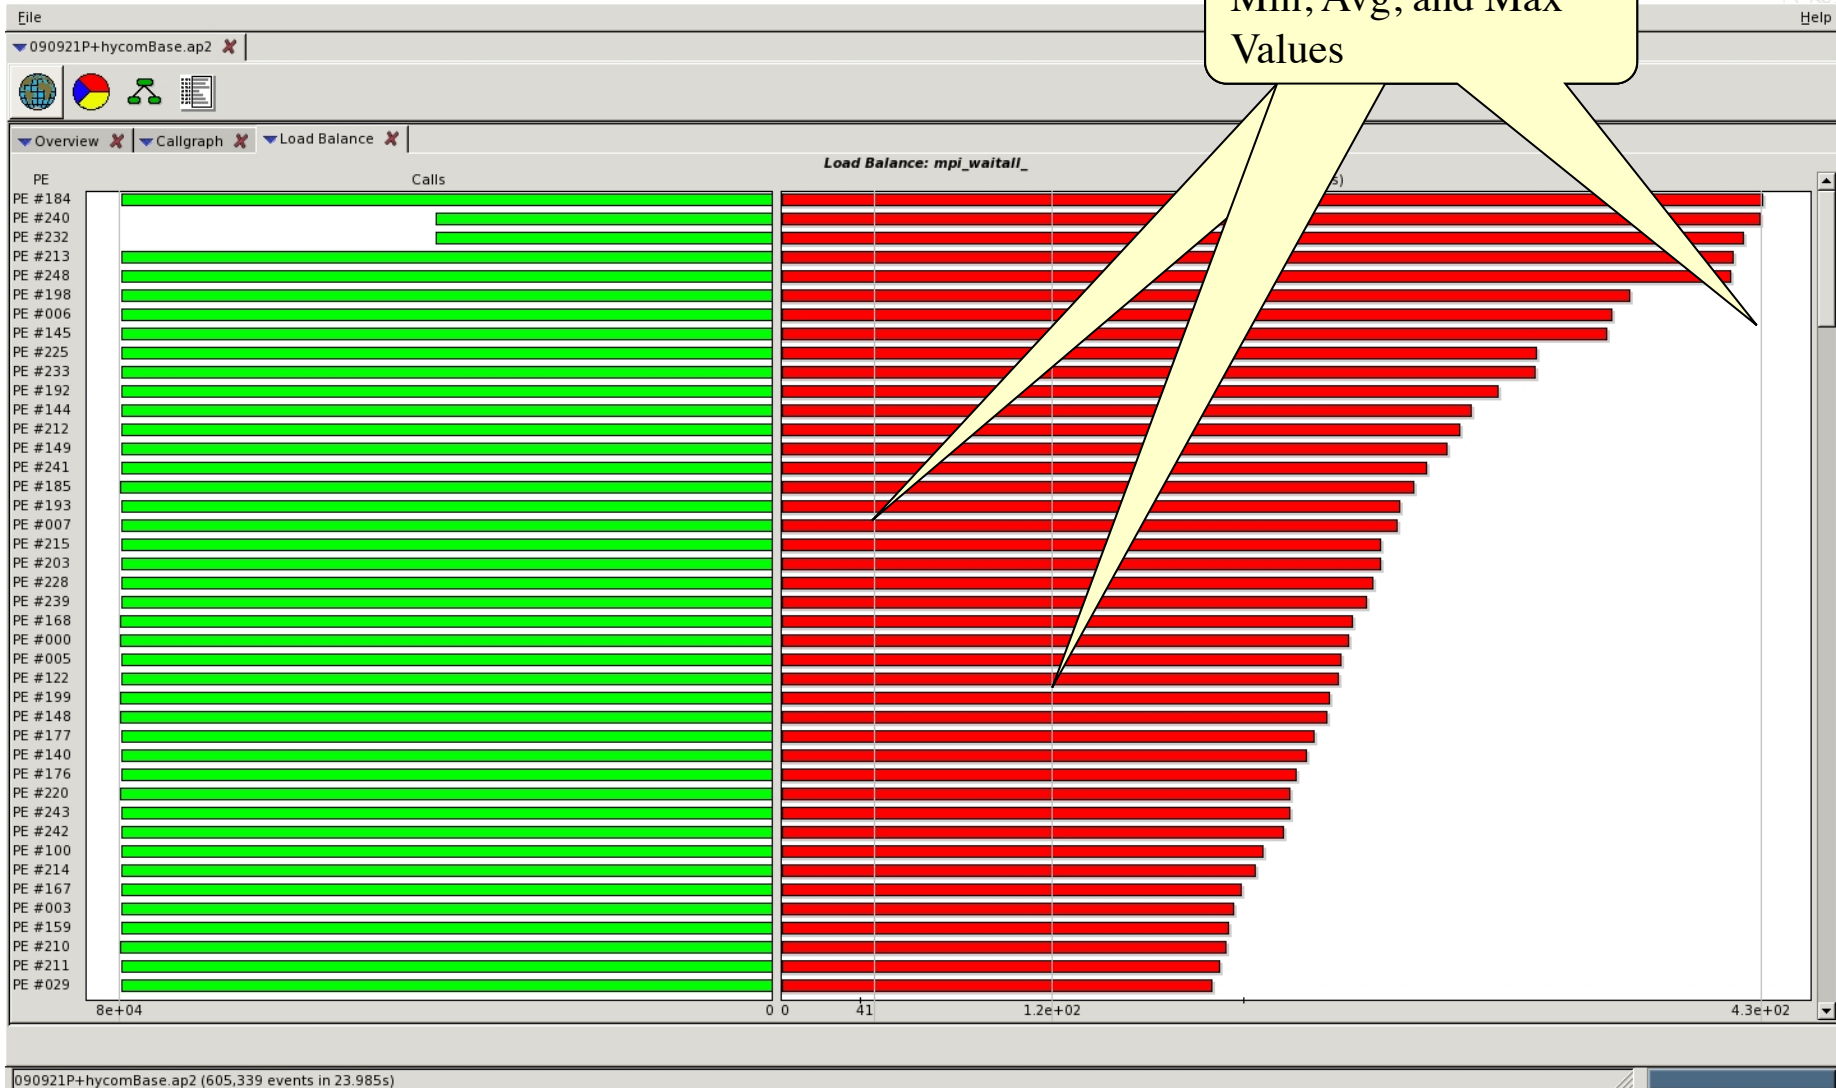 Min, Avg, and Max
Values
File
Help
090921P+hycomBase.ap2
Overview
Callgraph
Load Balance
Load Balance: mpi_waitall_
PE
Calls
s)
PE #184
PE #240
PE #232
PE #213
PE #248
PE #198
PE #006
PE #145
PE #225
PE #233
PE #192
PE #144
PE #212
PE #149
PE #241
PE #185
PE #193
PE #007
PE #215
PE #203
PE #228
PE #239
PE #168
PE #000
PE #005
PE #122
PE #199
PE #148
PE #177
PE #140
PE #176
PE #220
PE #243
PE #242
PE #100
PE #214
PE #167
PE #003
PE #159
PE #210
PE #211
PE #029
8e+04
0
0
41
1.2e+02
4.3e+02
090921P+hycomBase.ap2 (605,339 events in 23.985s)